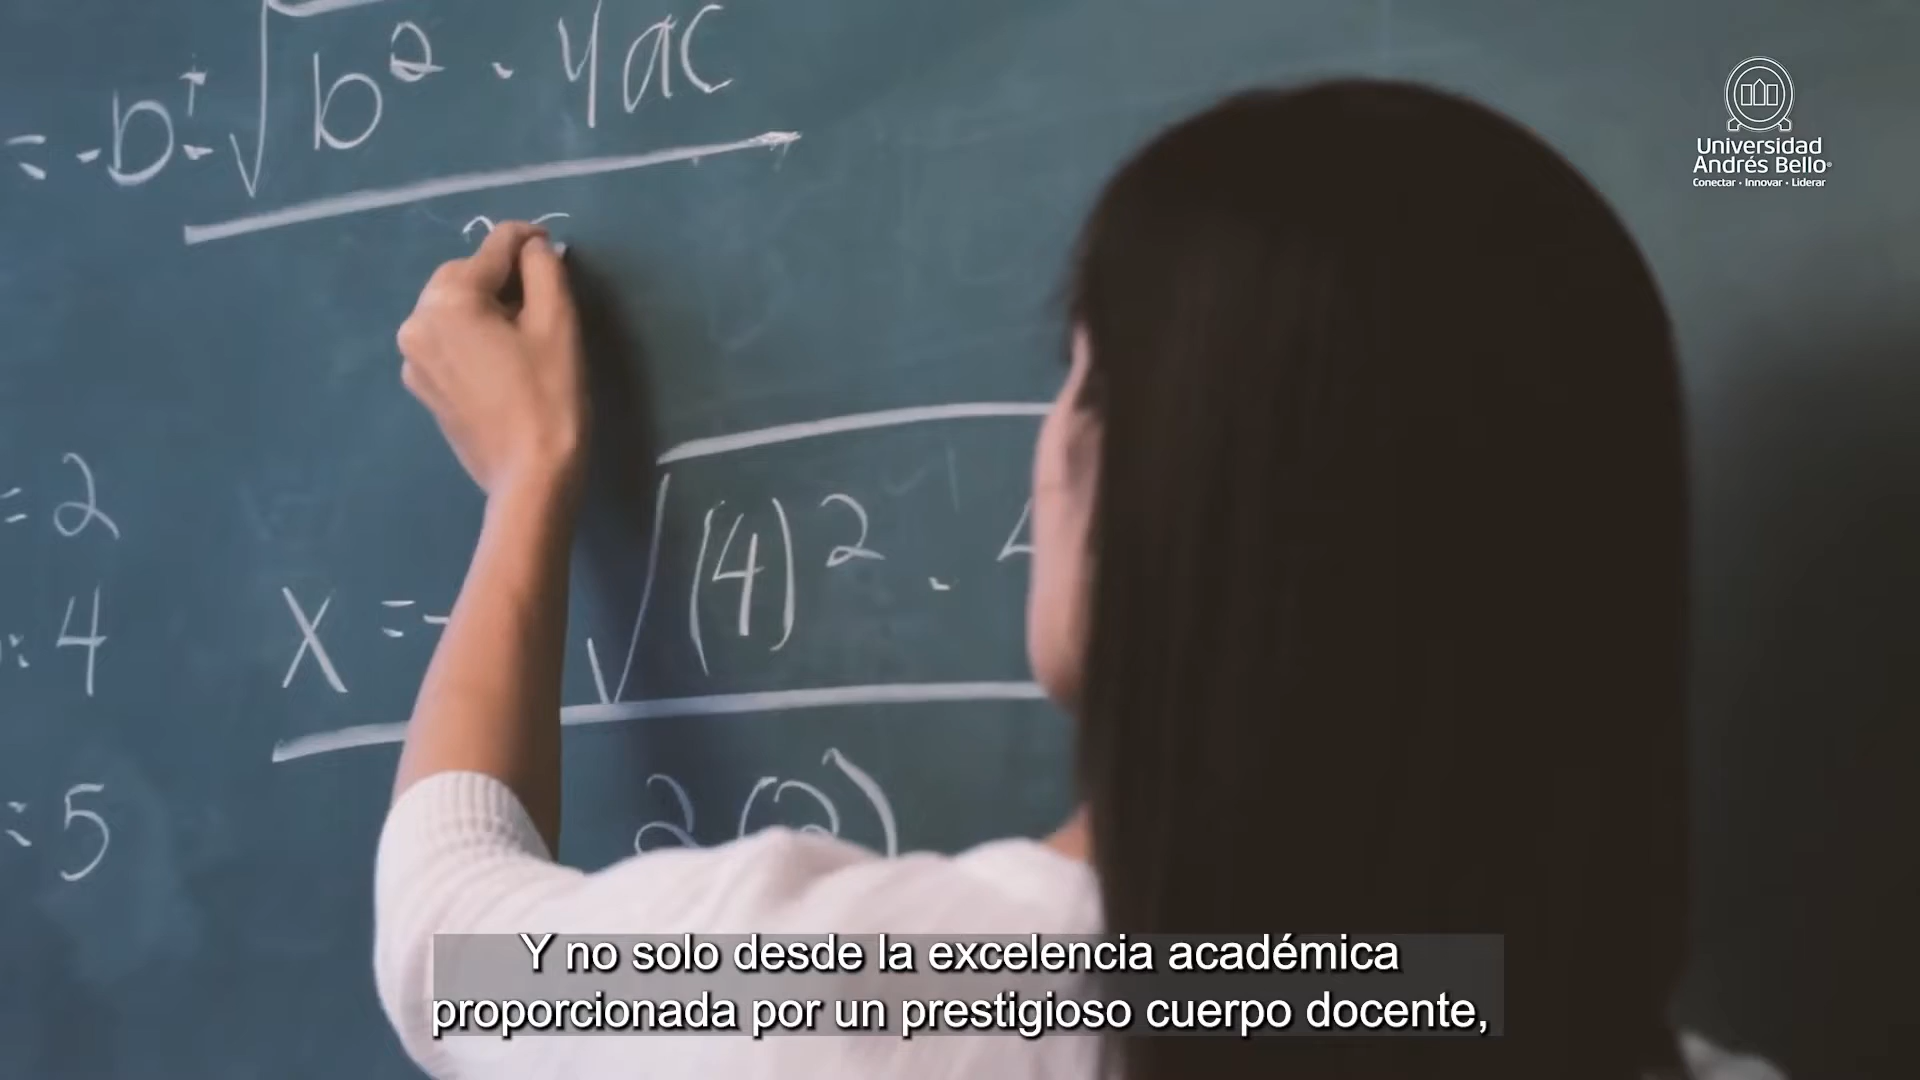 = -b ± √b² - 4ac
Universidad
Andrés Bello
Conectar · Innovar · Liderar
= 2
: 4
x = -
√(4)² - 4
= 5
2(2)
Y no solo desde la excelencia académica
proporcionada por un prestigioso cuerpo docente,